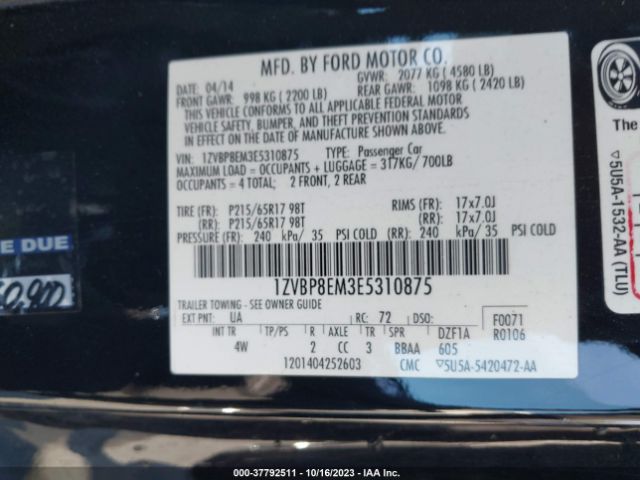 MFD. BY FORD MOTOR CO.
DATE: 04/14 GVWR: 2077 KG ( 4580 LB)
FRONT GAWR: 998 KG ( 2200 LB) REAR GAWR: 1098 KG ( 2420 LB)
THIS VEHICLE CONFORMS TO ALL APPLICABLE FEDERAL MOTOR
VEHICLE SAFETY, BUMPER, AND THEFT PREVENTION STANDARDS
IN EFFECT ON THE DATE OF MANUFACTURE SHOWN ABOVE.
VIN: 1ZVBP8EM3E5310875 TYPE: Passenger Car
MAXIMUM LOAD = OCCUPANTS + LUGGAGE = 317KG/ 700LB
OCCUPANTS = 4 TOTAL; 2 FRONT, 2 REAR
TIRE (FR): P215/65R17 98T RIMS (FR): 17x7.0J
(RR): P215/65R17 98T (RR): 17x7.0J
PRESSURE (FR): 240 kPa/ 35 PSI COLD (RR): 240 kPa/ 35 PSI COLD
1ZVBP8EM3E5310875
TRAILER TOWING - SEE OWNER GUIDE
EXT PNT: UA RC: 72 DSO: F0071
INT TR TP/PS R AXLE TR SPR DZF1A R0106
4W 2 CC 3 BBAA 605
1201404252603 CMC ▽5U5A-5420472-AA
E DUE
0,900
The
▽5U5A-1532-AA (TLU)
000-37792511 - 10/16/2023 - IAA Inc.